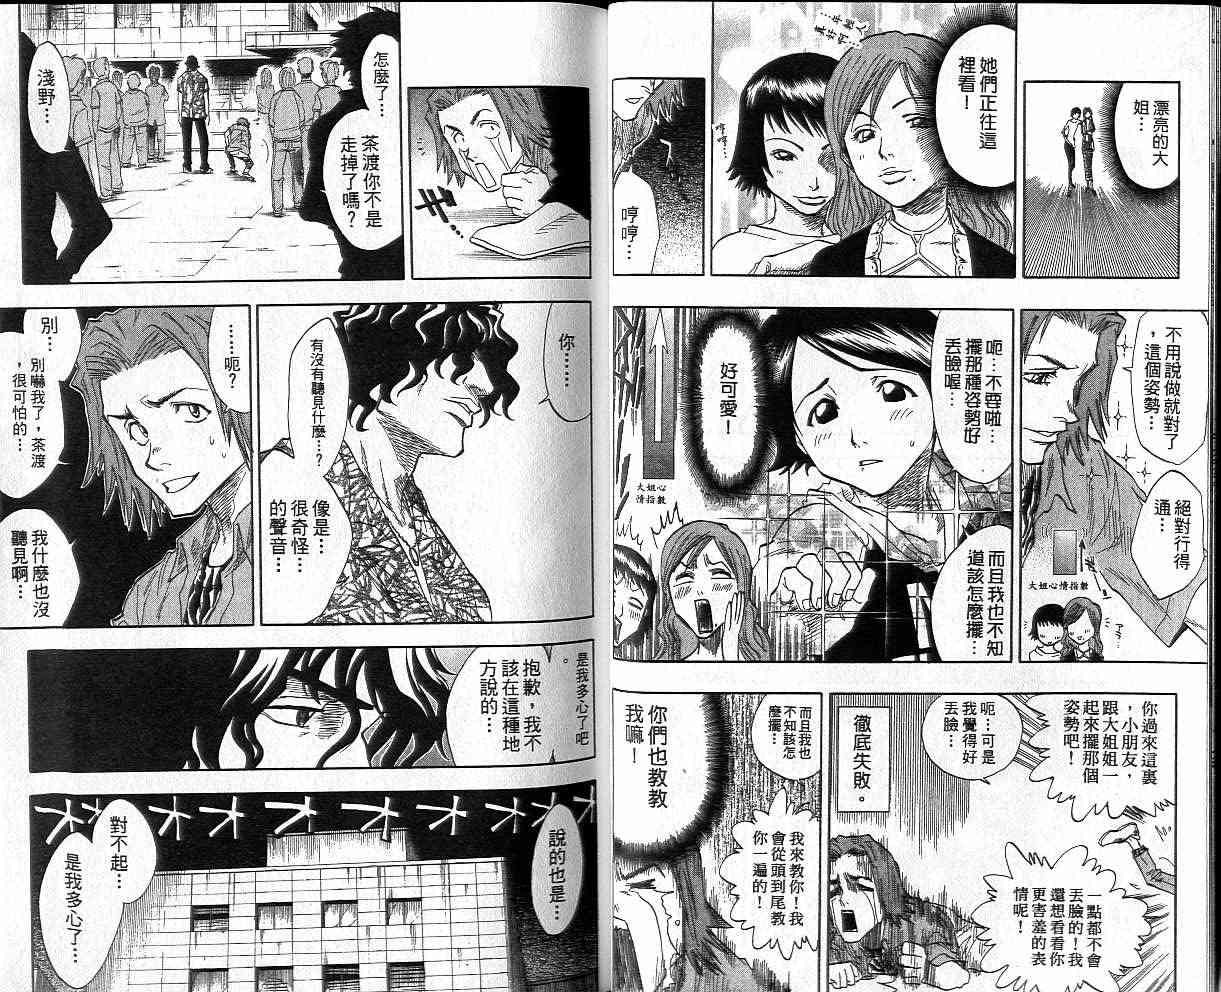 漂亮的大
姐…
她們正往這
裡看！
…年輕人
真好啊…
呵呵…
哼
哼…
不用說做就對了
，這個姿勢…
絕對行得
通…
大姐心情指數
呃…不要啦…
擺那種姿勢好
丟臉喔…
而且我也不知
道該怎麼擺…
好可愛！
大姐心
情指數
你過來這裏
，小朋友，
跟大姐姐一
起來擺那個
姿勢吧！
呃…可是
我覺得好
丟臉…
一點都不會
丟臉的！我
還想看看你
更害羞的表
情呢！
徹底失敗。
而且我也
不知該怎
麼擺…
我來教你！我
會從頭到尾教
你一遍的！
你們也教教
我嘛！
怎麼了…
茶渡你不是
走掉了嗎？
淺野…
你……
有沒有聽見什麼…？
像是…
很奇怪…
的聲音…
……呃？
別…
別嚇我了，茶渡
，很可怕的…
我什麼也沒
聽見啊…
是我多心了吧
。
抱歉，我不
該在這種地
方說的…
說的也是…
對不起…
是我多心了…